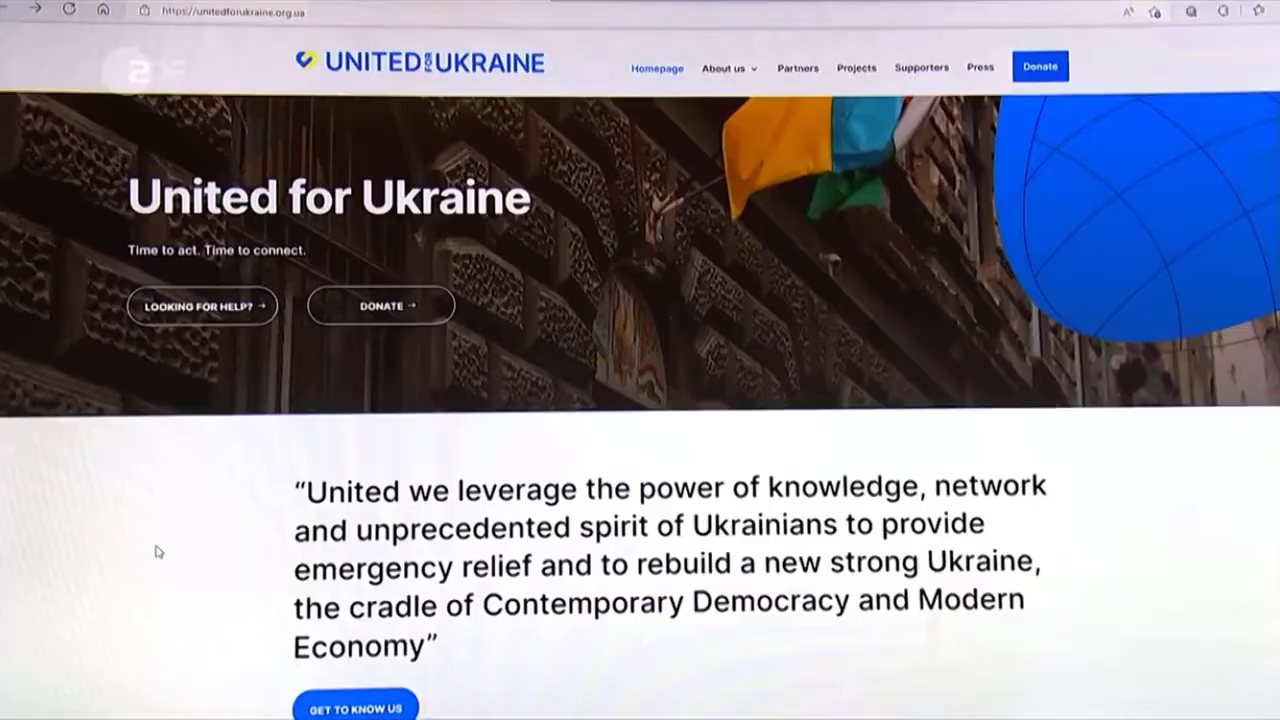 https://unitedforukraine.org.ua
UNITED FOR UKRAINE
Homepage About us Partners Projects Supporters Press Donate
United for Ukraine
Time to act. Time to connect.
LOOKING FOR HELP? → DONATE →
“United we leverage the power of knowledge, network
and unprecedented spirit of Ukrainians to provide
emergency relief and to rebuild a new strong Ukraine,
the cradle of Contemporary Democracy and Modern
Economy”
GET TO KNOW US